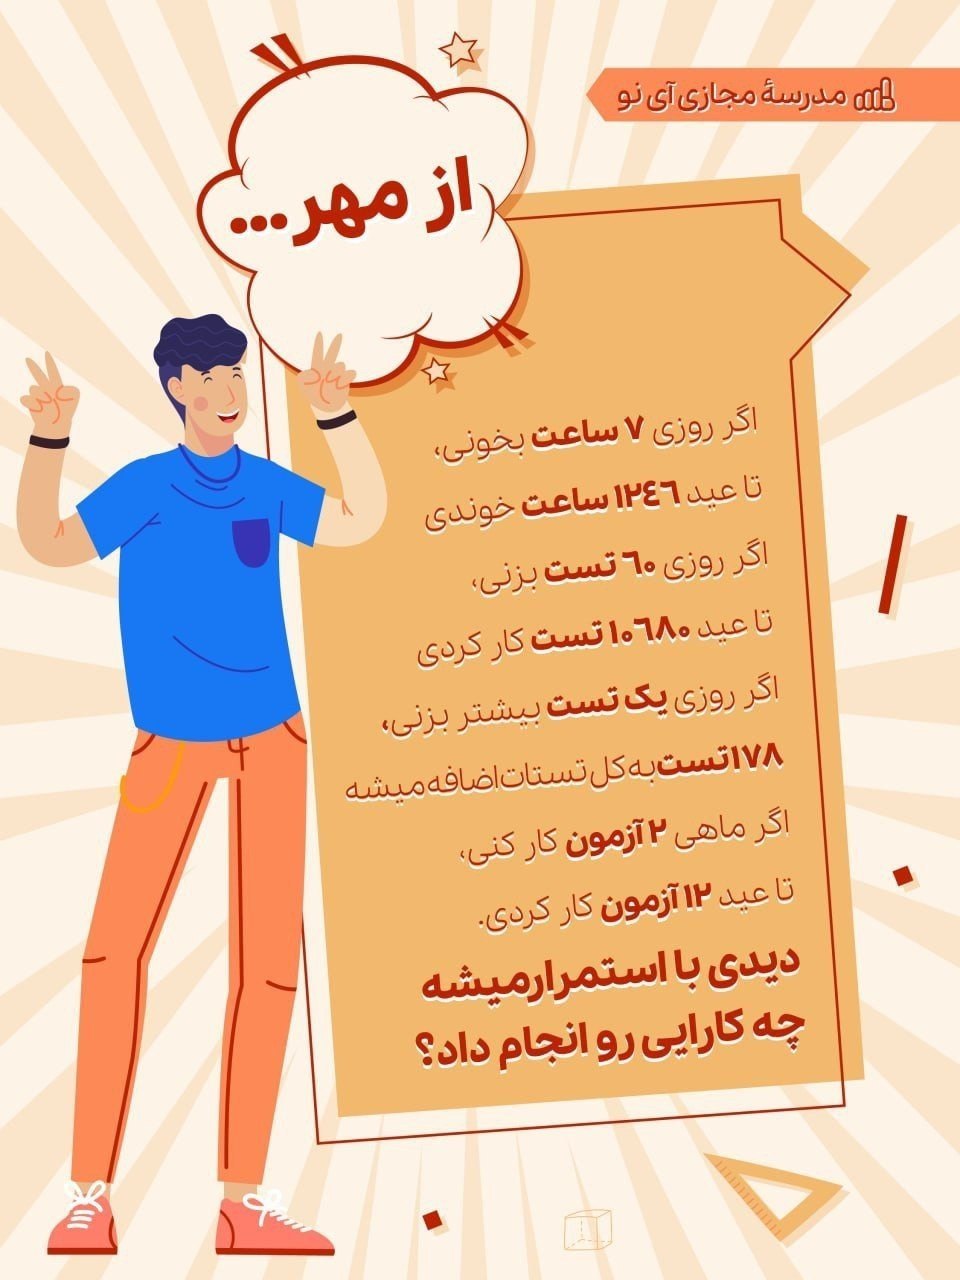 مدرسهٔ مجازی آی نو
از مهر...
اگر روزی ۷ ساعت بخونی،
تا عید ۱۲٤٦ ساعت خوندی
اگر روزی ٦۰ تست بزنی،
تا عید ۱۰٦۸۰ تست کار کردی
اگر روزی یک تست بیشتر بزنی،
۱۷۸ تست به کل تستات اضافه میشه
اگر ماهی ۲ آزمون کار کنی،
تا عید ۱۲ آزمون کار کردی.
دیدی با استمرار میشه
چه کارایی رو انجام داد؟